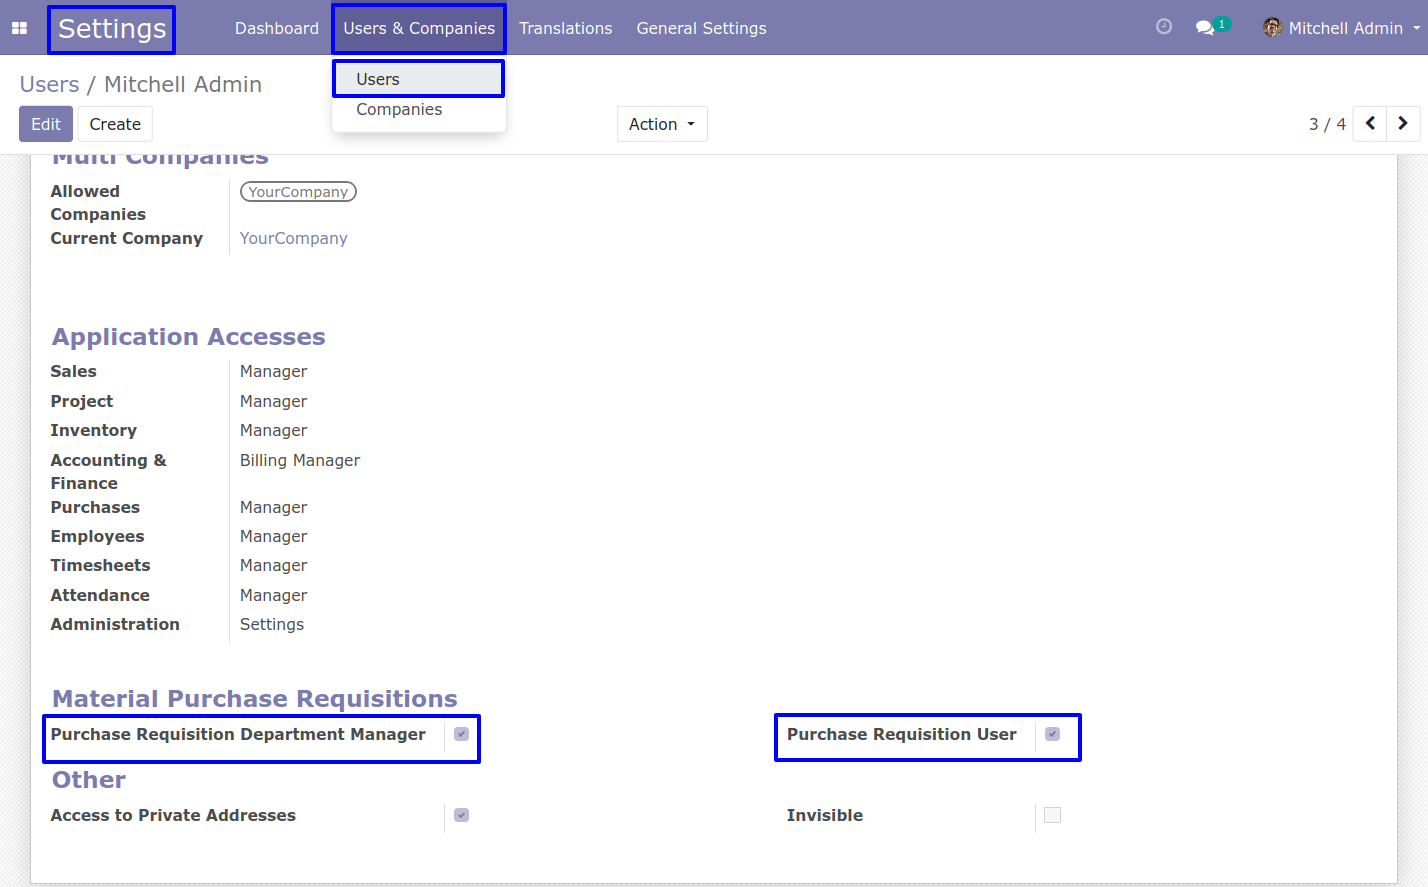 Settings Dashboard Users & Companies Translations General Settings 1 Mitchell Admin
Users / Mitchell Admin
Users
Companies
Edit Create Action 3 / 4
Multi Companies
Allowed Companies YourCompany
Current Company YourCompany
Application Accesses
Sales Manager
Project Manager
Inventory Manager
Accounting & Finance Billing Manager
Purchases Manager
Employees Manager
Timesheets Manager
Attendance Manager
Administration Settings
Material Purchase Requisitions
Purchase Requisition Department Manager Purchase Requisition User
Other
Access to Private Addresses Invisible